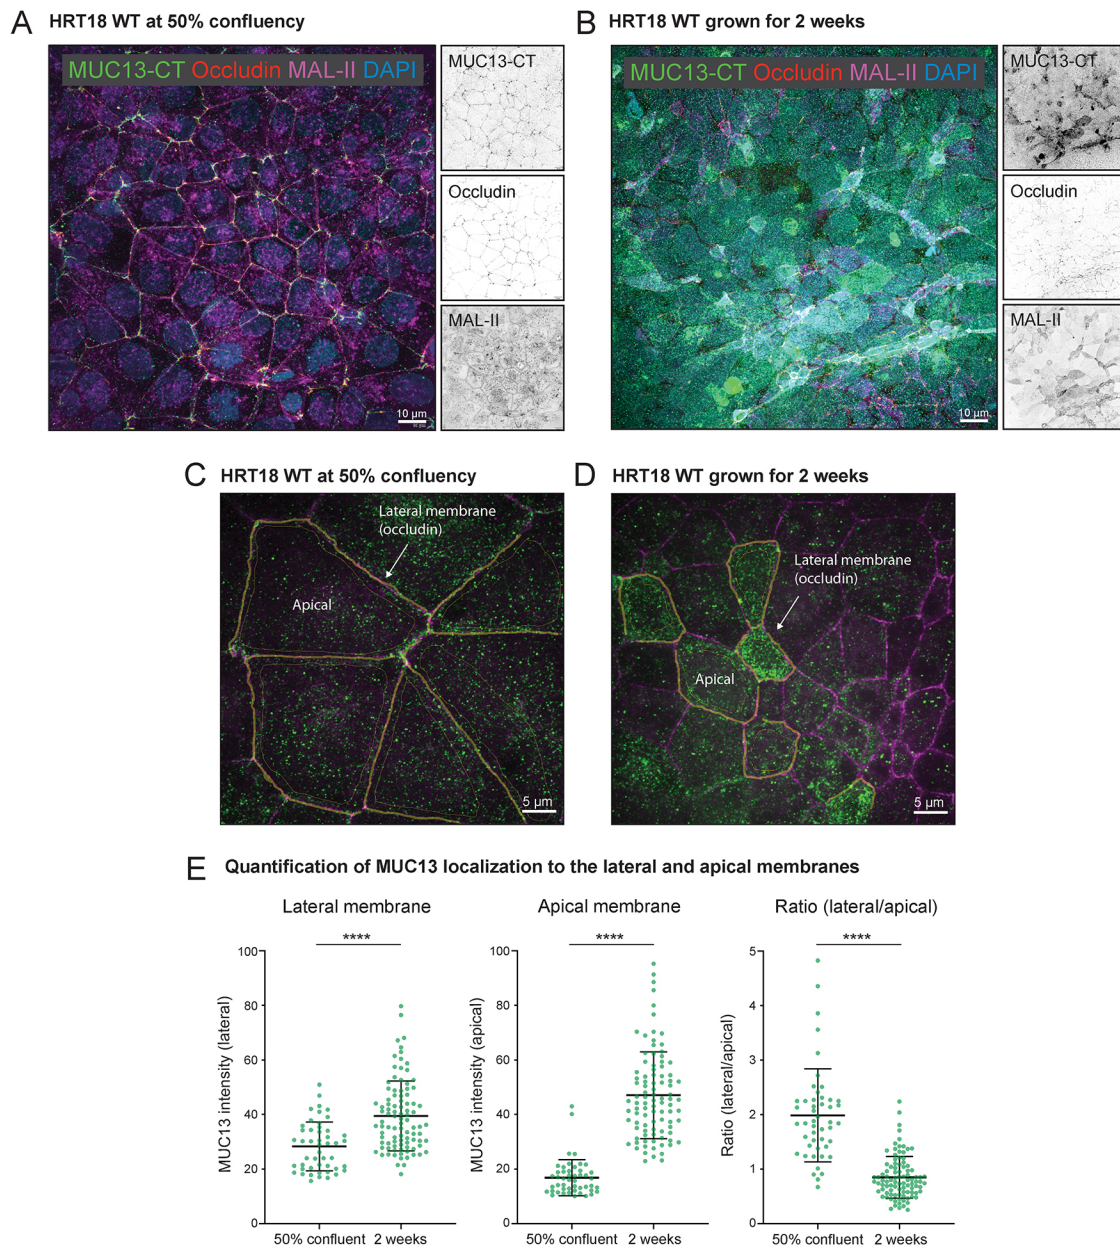 A HRT18 WT at 50% confluency
MUC13-CT Occludin MAL-II DAPI
10 µm
MUC13-CT
Occludin
MAL-II
B HRT18 WT grown for 2 weeks
MUC13-CT Occludin MAL-II DAPI
10 µm
MUC13-CT
Occludin
MAL-II
C HRT18 WT at 50% confluency
Lateral membrane
(occludin)
Apical
5 µm
D HRT18 WT grown for 2 weeks
Lateral membrane
(occludin)
Apical
5 µm
E Quantification of MUC13 localization to the lateral and apical membranes
Lateral membrane
****
MUC13 intensity (lateral)
100
80
60
40
20
0
50% confluent 2 weeks
Apical membrane
****
MUC13 intensity (apical)
100
80
60
40
20
0
50% confluent 2 weeks
Ratio (lateral/apical)
****
Ratio (lateral/apical)
5
4
3
2
1
0
50% confluent 2 weeks